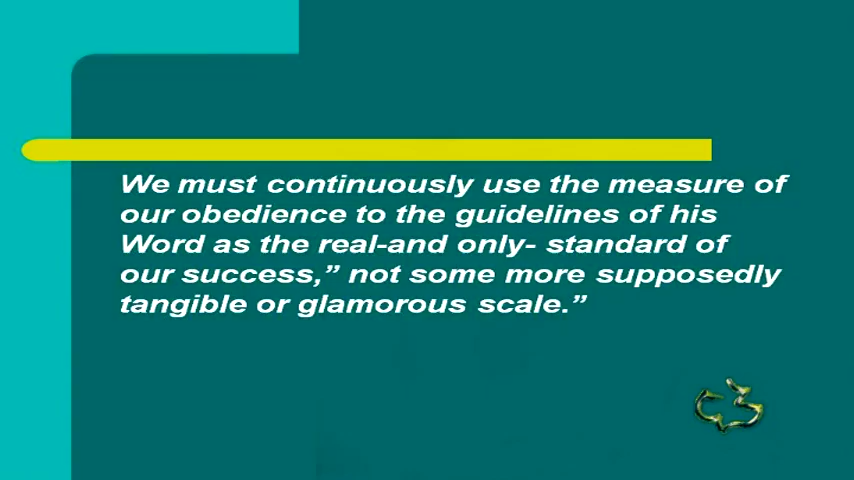 We must continuously use the measure of
our obedience to the guidelines of his
Word as the real-and only- standard of
our success,” not some more supposedly
tangible or glamorous scale.”